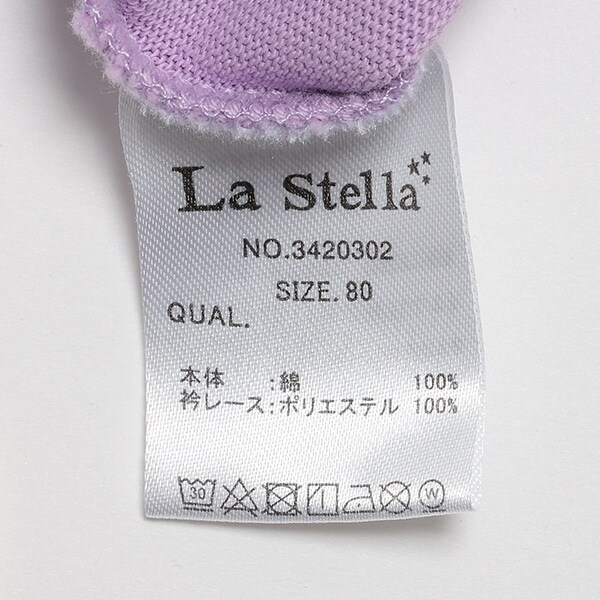 La Stella
NO.3420302
SIZE. 80
QUAL.
本体 :綿 100%
衿レース:ポリエステル 100%
30 W